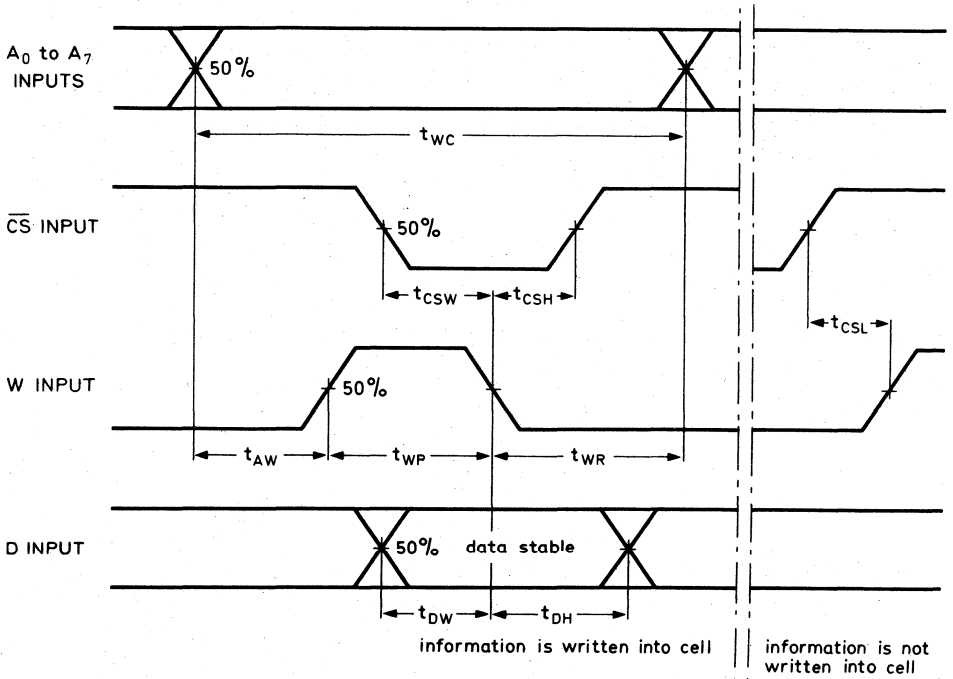 A0 to A7
INPUTS
50%
tWC
CS INPUT
50%
tCSW
tCSH
tCSL
W INPUT
50%
tAW
tWP
tWR
D INPUT
50%
data stable
tDW
tDH
information is written into cell
information is not
written into cell